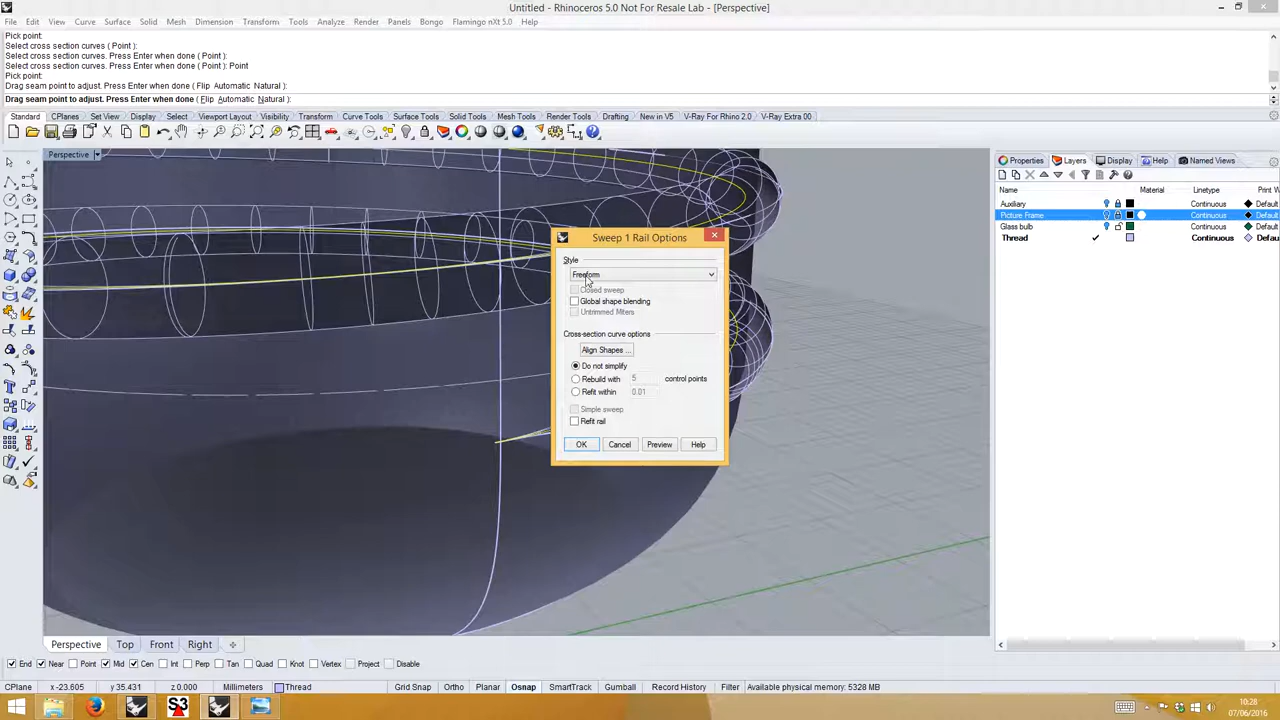 Untitled - Rhinoceros 5.0 Not For Resale Lab - [Perspective]
File Edit View Curve Surface Solid Mesh Dimension Transform Tools Analyze Render Panels Bongo Flamingo nXt 5.0 Help
Pick point:
Select cross section curves ( Point ):
Select cross section curves. Press Enter when done ( Point ):
Select cross section curves. Press Enter when done ( Point ): Point
Pick point:
Drag seam point to adjust. Press Enter when done ( Flip Automatic Natural ):
Drag seam point to adjust. Press Enter when done ( Flip Automatic Natural ):
Standard CPlanes Set View Display Select Viewport Layout Visibility Transform Curve Tools Surface Tools Solid Tools Mesh Tools Render Tools Drafting New in V5 V-Ray For Rhino 2.0 V-Ray Extra 00
Perspective
Properties Layers Display Help Named Views
Name Material Linetype Print W
Auxiliary Continuous Default
Picture Frame Continuous Default
Glass bulb Continuous Default
Thread Continuous Default
Sweep 1 Rail Options
Style
Freeform
Closed sweep
Global shape blending
Untrimmed Miters
Cross-section curve options
Align Shapes ...
Do not simplify
Rebuild with 5 control points
Refit within 0.01
Simple sweep
Refit rail
OK Cancel Preview Help
Perspective Top Front Right
End Near Point Mid Cen Int Perp Tan Quad Knot Vertex Project Disable
CPlane x -23.605 y 35.431 z 0.000 Millimeters Thread Grid Snap Ortho Planar Osnap SmartTrack Gumball Record History Filter Available physical memory: 5328 MB
S3
10:28
07/06/2016